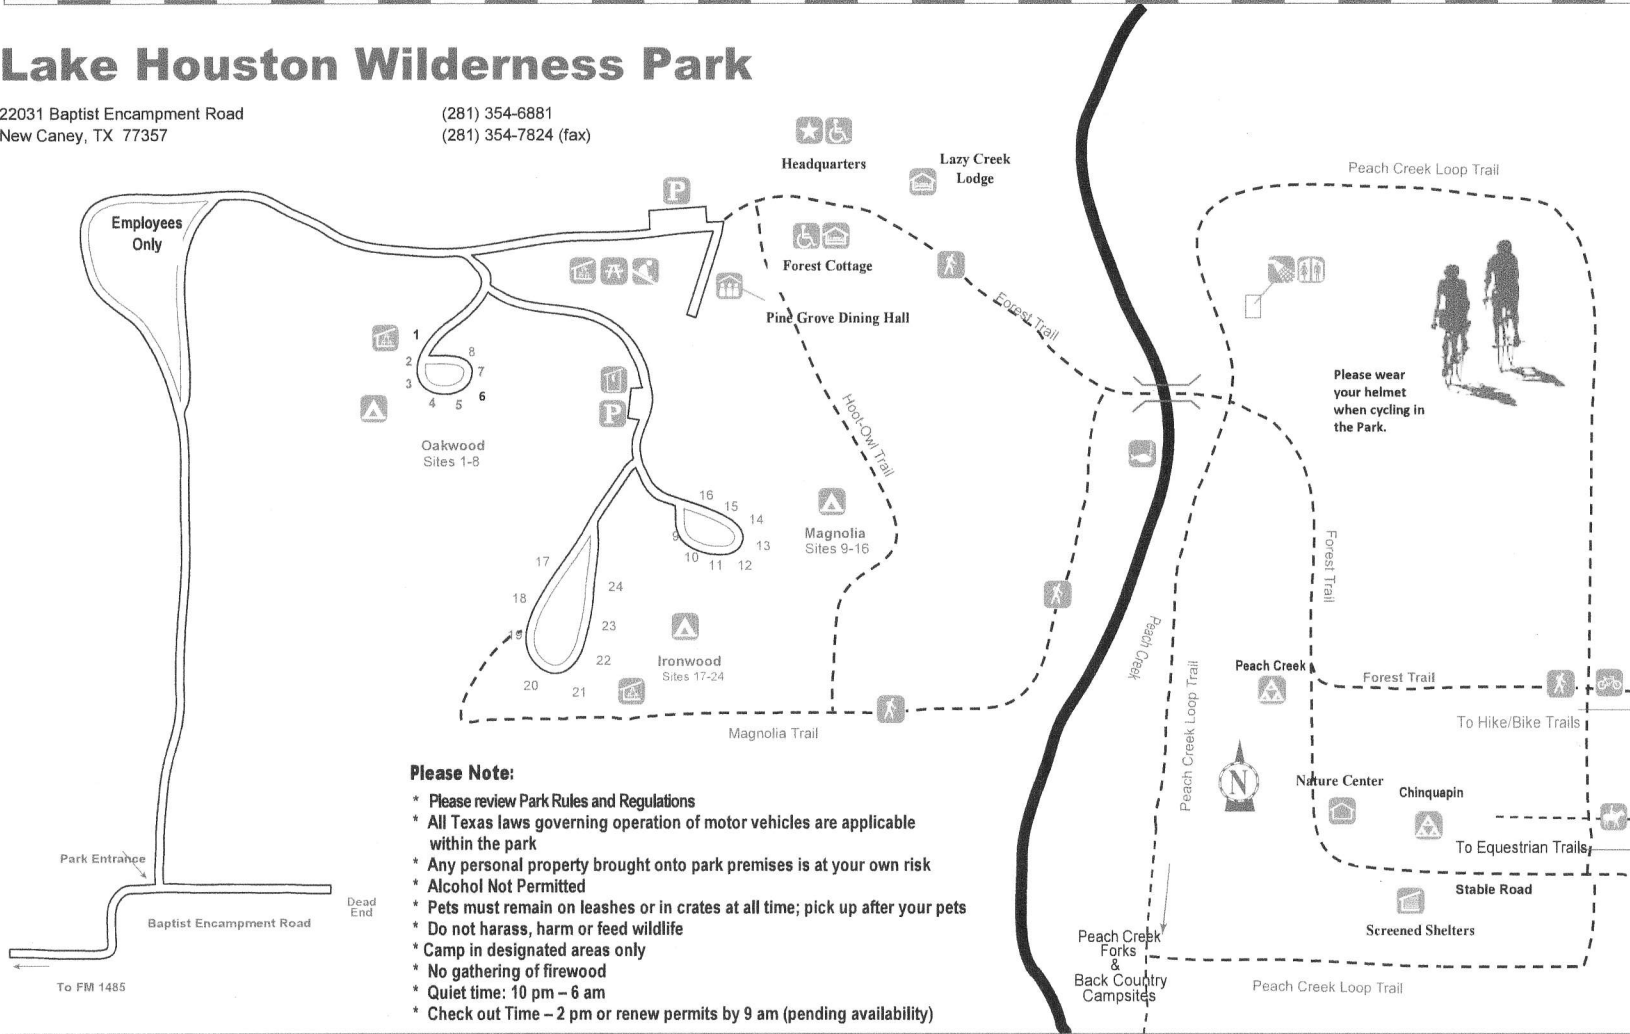 Lake Houston Wilderness Park
22031 Baptist Encampment Road
New Caney, TX 77357
(281) 354-6881
(281) 354-7824 (fax)
Headquarters
Lazy Creek
Lodge
Peach Creek Loop Trail
Employees
Only
P
Forest Cottage
Pine Grove Dining Hall
Forest Trail
Please wear
your helmet
when cycling in
the Park.
1
2
3
4
5
6
7
8
Oakwood
Sites 1-8
P
Hoot-Owl Trail
16
15
14
13
12
11
10
9
Magnolia
Sites 9-16
17
18
19
20
21
22
23
24
Ironwood
Sites 17-24
Magnolia Trail
Peach Creek
Peach Creek Loop Trail
Forest Trail
Peach Creek
Forest Trail
To Hike/Bike Trails
N
Nature Center
Chinquapin
To Equestrian Trails
Stable Road
Screened Shelters
Peach Creek
Forks
&
Back Country
Campsites
Peach Creek Loop Trail
Park Entrance
Baptist Encampment Road
Dead
End
To FM 1485
Please Note:
* Please review Park Rules and Regulations
* All Texas laws governing operation of motor vehicles are applicable
within the park
* Any personal property brought onto park premises is at your own risk
* Alcohol Not Permitted
* Pets must remain on leashes or in crates at all time; pick up after your pets
* Do not harass, harm or feed wildlife
* Camp in designated areas only
* No gathering of firewood
* Quiet time: 10 pm – 6 am
* Check out Time – 2 pm or renew permits by 9 am (pending availability)